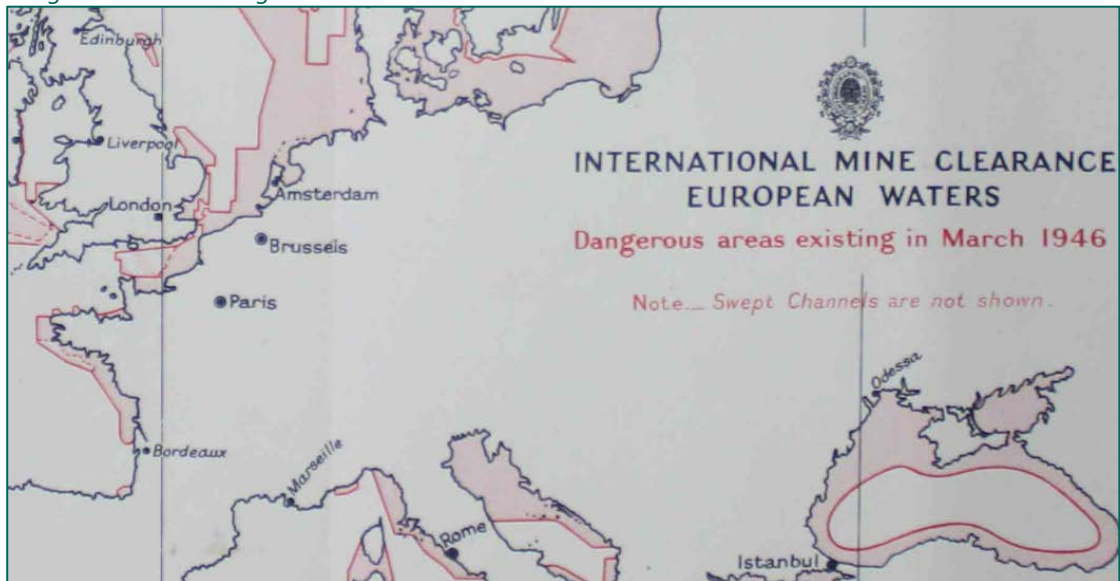 Edinburgh
INTERNATIONAL MINE CLEARANCE
EUROPEAN WATERS
Dangerous areas existing in March 1946
Note._ Swept Channels are not shown.
Liverpool
London
Amsterdam
Brussels
Paris
Bordeaux
Marseille
Rome
Odessa
Istanbul